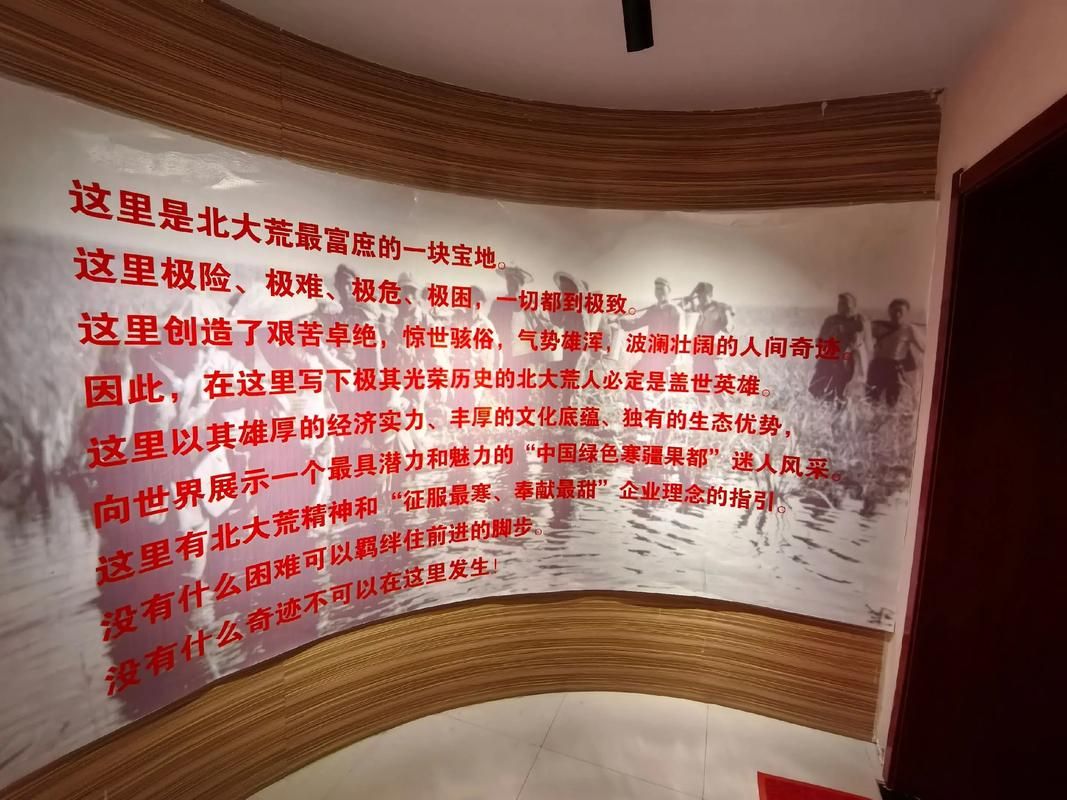 这里是北大荒最富庶的一块宝地。
这里极险、极难、极危、极困，一切都到极致。
这里创造了艰苦卓绝，惊世骇俗，气势雄浑，波澜壮阔的人间奇迹。
因此，在这里写下极其光荣历史的北大荒人必定是盖世英雄。
这里以其雄厚的经济实力、丰厚的文化底蕴、独有的生态优势，
向世界展示一个最具潜力和魅力的“中国绿色寒疆果都”迷人风采。
这里有北大荒精神和“征服最寒、奉献最甜”企业理念的指引。
没有什么困难可以羁绊住前进的脚步。
没有什么奇迹不可以在这里发生！